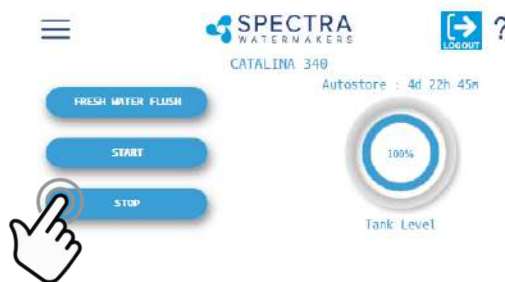 SPECTRA
WATERMAKERS
LOGOUT
?
CATALINA 340
Autostore : 4d 22h 45m
FRESH WATER FLUSH
START
100%
STOP
Tank Level